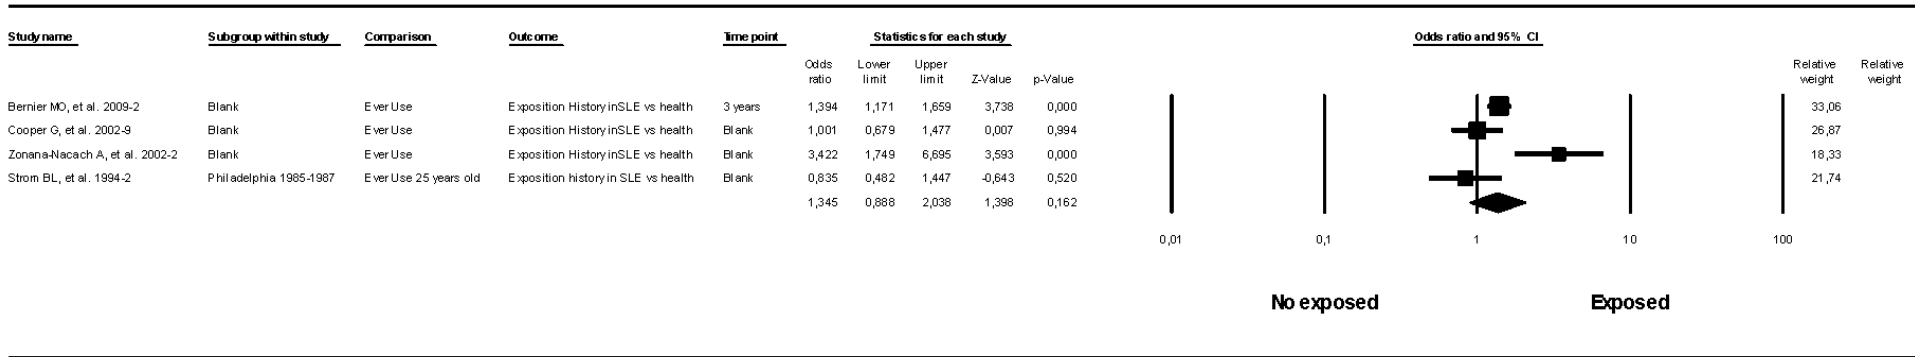 Study name Subgroup within study Comparison Outcome Time point Statistics for each study Odds ratio and 95% CI
Odds Lower Upper Relative Relative
ratio limit limit Z-Value p-Value weight weight
Bernier MO, et al. 2009-2 Blank Ever Use Exposition History in SLE vs health 3 years 1,394 1,171 1,659 3,738 0,000 33,06
Cooper G, et al. 2002-9 Blank Ever Use Exposition History in SLE vs health Blank 1,001 0,679 1,477 0,007 0,994 26,87
Zonana-Nacach A, et al. 2002-2 Blank Ever Use Exposition History in SLE vs health Blank 3,422 1,749 6,695 3,593 0,000 18,33
Strom BL, et al. 1994-2 Philadelphia 1985-1987 Ever Use 25 years old Exposition history in SLE vs health Blank 0,835 0,482 1,447 -0,643 0,520 21,74
1,345 0,888 2,038 1,398 0,162
0,01 0,1 1 10 100
No exposed Exposed